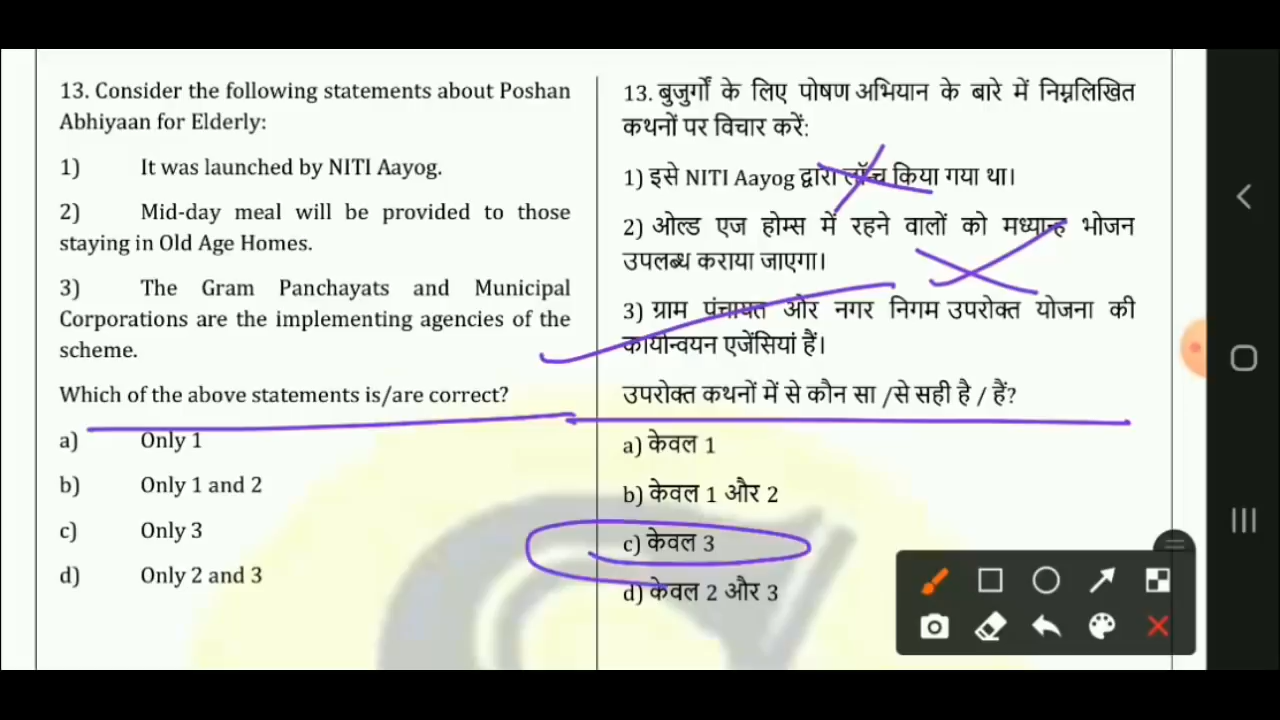 13. Consider the following statements about Poshan
Abhiyaan for Elderly:
1) It was launched by NITI Aayog.
2) Mid-day meal will be provided to those
staying in Old Age Homes.
3) The Gram Panchayats and Municipal
Corporations are the implementing agencies of the
scheme.
Which of the above statements is/are correct?
a) Only 1
b) Only 1 and 2
c) Only 3
d) Only 2 and 3
13. बुजुर्गों के लिए पोषण अभियान के बारे में निम्नलिखित
कथनों पर विचार करें:
1) इसे NITI Aayog द्वारा लॉन्च किया गया था।
2) ओल्ड एज होम्स में रहने वालों को मध्यान्ह भोजन
उपलब्ध कराया जाएगा।
3) ग्राम पंचायत और नगर निगम उपरोक्त योजना की
कार्यान्वयन एजेंसियां हैं।
उपरोक्त कथनों में से कौन सा /से सही है / हैं?
a) केवल 1
b) केवल 1 और 2
c) केवल 3
d) केवल 2 और 3